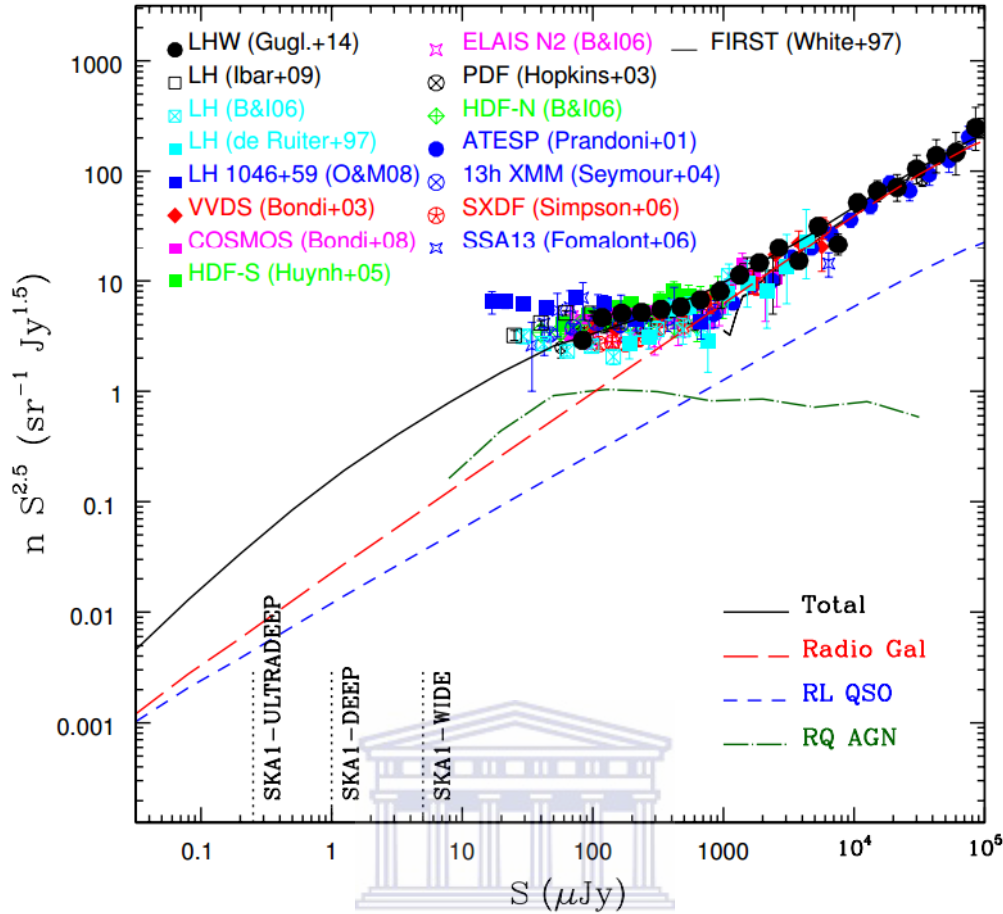 LHW (Gugl.+14)
LH (Ibar+09)
LH (B&I06)
LH (de Ruiter+97)
LH 1046+59 (O&M08)
VVDS (Bondi+03)
COSMOS (Bondi+08)
HDF-S (Huynh+05)
ELAIS N2 (B&I06)
PDF (Hopkins+03)
HDF-N (B&I06)
ATESP (Prandoni+01)
13h XMM (Seymour+04)
SXDF (Simpson+06)
SSA13 (Fomalont+06)
FIRST (White+97)
1000
100
10
1
0.1
0.01
0.001
n S^2.5 (sr^-1 Jy^1.5)
SKA1-ULTRADEEP
SKA1-DEEP
SKA1-WIDE
Total
Radio Gal
RL QSO
RQ AGN
0.1 1 10 100 1000 10^4 10^5
S (μJy)